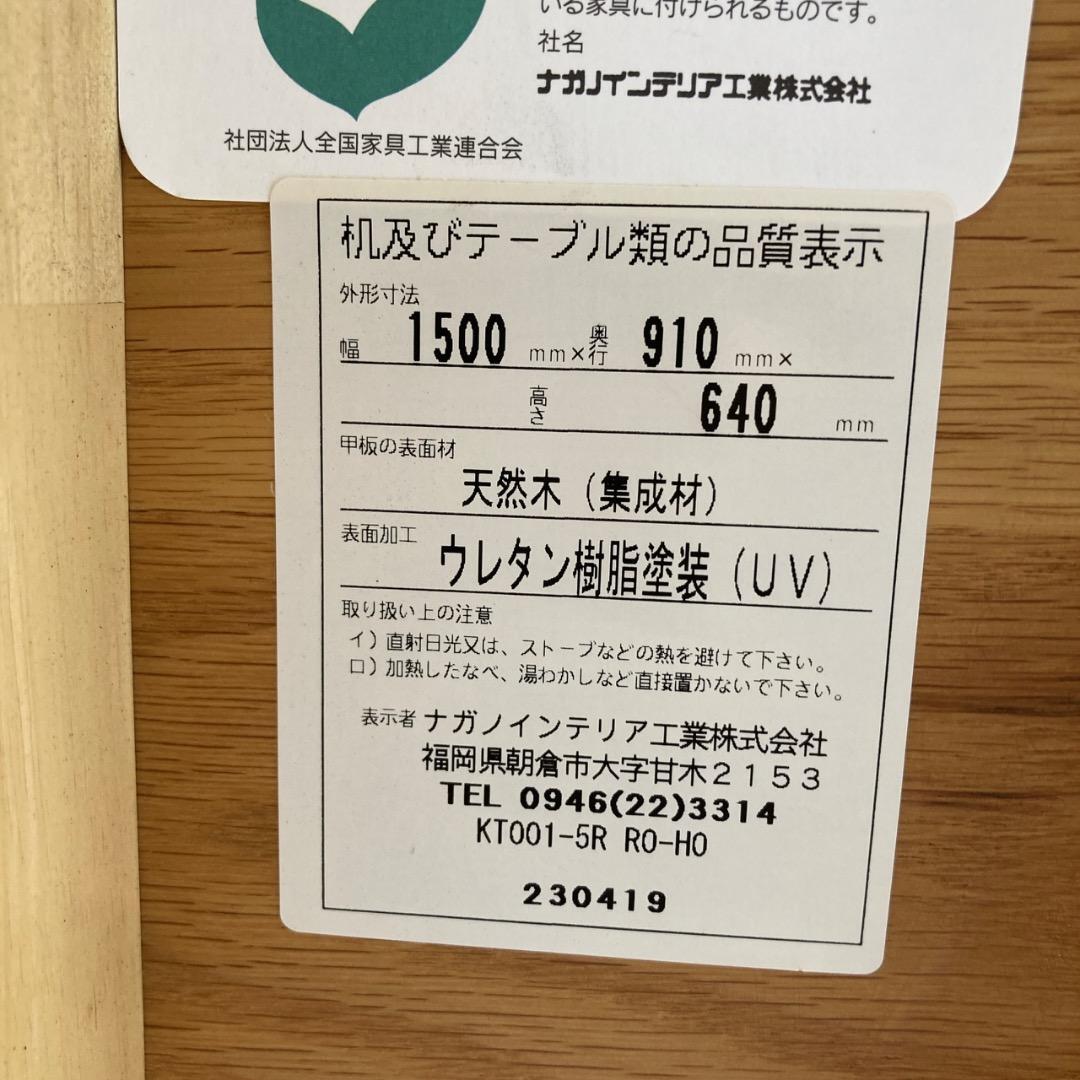 いる家具に付けられるものです。
社名
ナガノインテリア工業株式会社
社団法人全国家具工業連合会
机及びテーブル類の品質表示
外形寸法
幅 1500 mm×奥行 910 mm×
高さ 640 mm
甲板の表面材
天然木（集成材）
表面加工 ウレタン樹脂塗装（UV）
取り扱い上の注意
イ）直射日光又は、ストーブなどの熱を避けて下さい。
ロ）加熱したなべ、湯わかしなど直接置かないで下さい。
表示者 ナガノインテリア工業株式会社
福岡県朝倉市大字甘木２１５３
TEL 0946(22)3314
KT001-5R RO-HO
230419